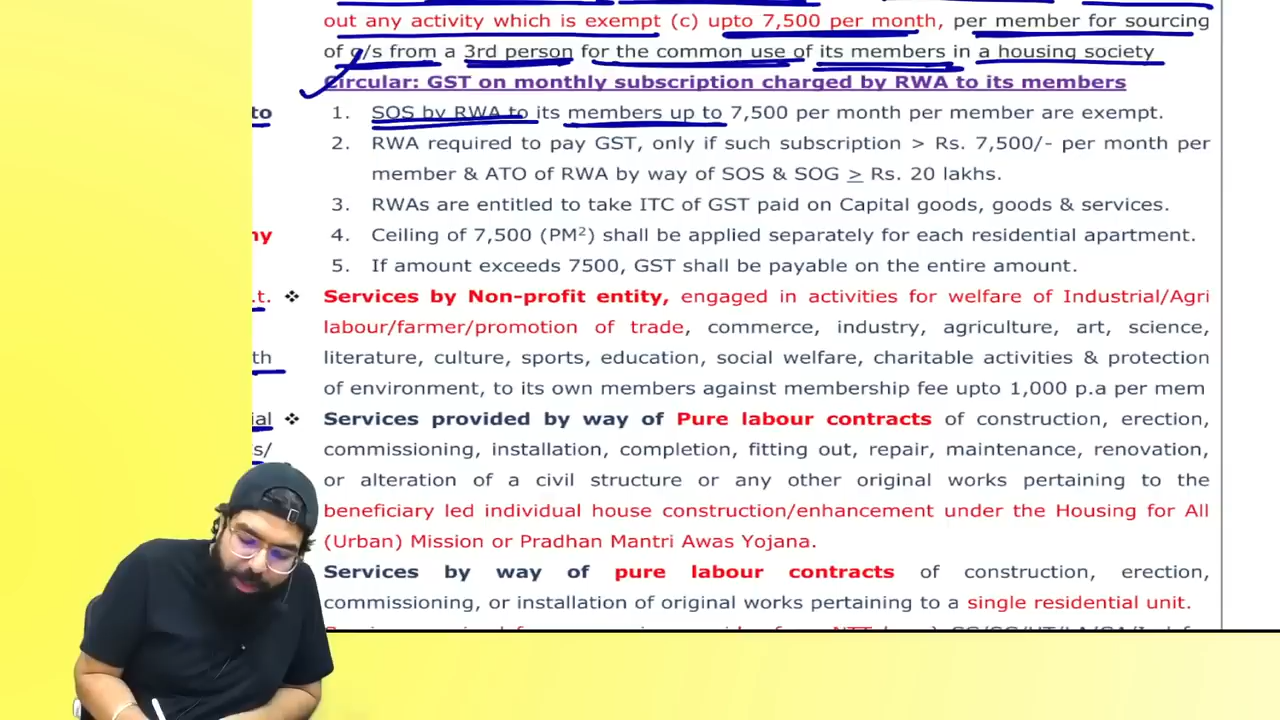 out any activity which is exempt (c) upto 7,500 per month, per member for sourcing
of g/s from a 3rd person for the common use of its members in a housing society
Circular: GST on monthly subscription charged by RWA to its members
to
1. SOS by RWA to its members up to 7,500 per month per member are exempt.
2. RWA required to pay GST, only if such subscription > Rs. 7,500/- per month per
member & ATO of RWA by way of SOS & SOG ≥ Rs. 20 lakhs.
3. RWAs are entitled to take ITC of GST paid on Capital goods, goods & services.
ny
4. Ceiling of 7,500 (PM²) shall be applied separately for each residential apartment.
5. If amount exceeds 7500, GST shall be payable on the entire amount.
.t.
❖ Services by Non-profit entity, engaged in activities for welfare of Industrial/Agri
labour/farmer/promotion of trade, commerce, industry, agriculture, art, science,
th
literature, culture, sports, education, social welfare, charitable activities & protection
of environment, to its own members against membership fee upto 1,000 p.a per mem
ial
❖ Services provided by way of Pure labour contracts of construction, erection,
s/
commissioning, installation, completion, fitting out, repair, maintenance, renovation,
or alteration of a civil structure or any other original works pertaining to the
beneficiary led individual house construction/enhancement under the Housing for All
(Urban) Mission or Pradhan Mantri Awas Yojana.
Services by way of pure labour contracts of construction, erection,
commissioning, or installation of original works pertaining to a single residential unit.